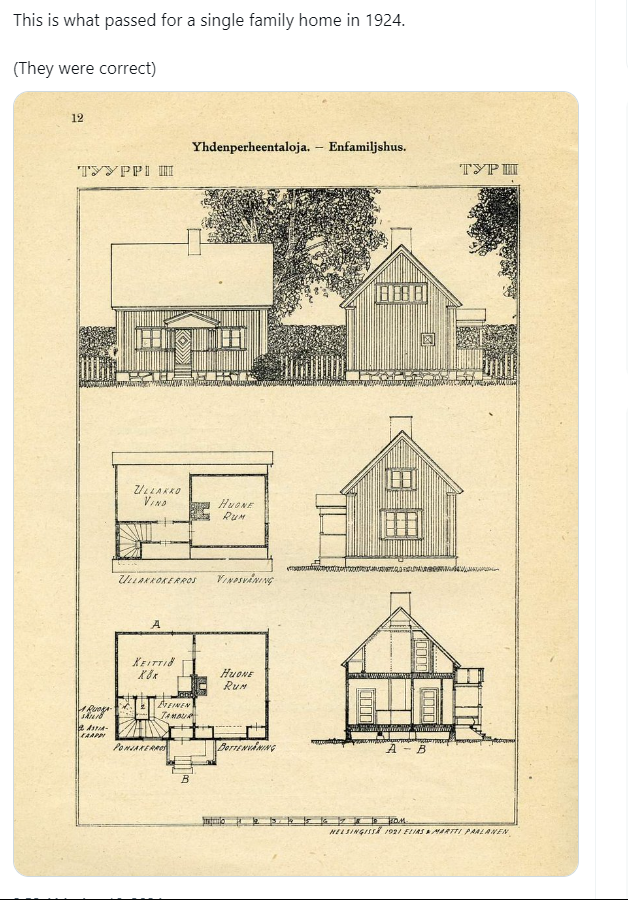 This is what passed for a single family home in 1924.
(They were correct)
12
Yhdenperheentaloja. — Enfamiljshus.
TYYPPI III
TYP III
ULLAKKO
VIND
HUONE
RUM
ULLAKKOKERROS VINDSVÅNING
A
KEITTIÖ
KÖK
HUONE
RUM
ETEINEN
TAMBUR
1 RUOKA-
SÄILIÖ
2 ASTIA-
KAAPPI
POHJAKERROS
BOTTENVÅNING
B
A – B
HELSINGISSÄ 1921 ELIAS & MARTTI PAALANEN.